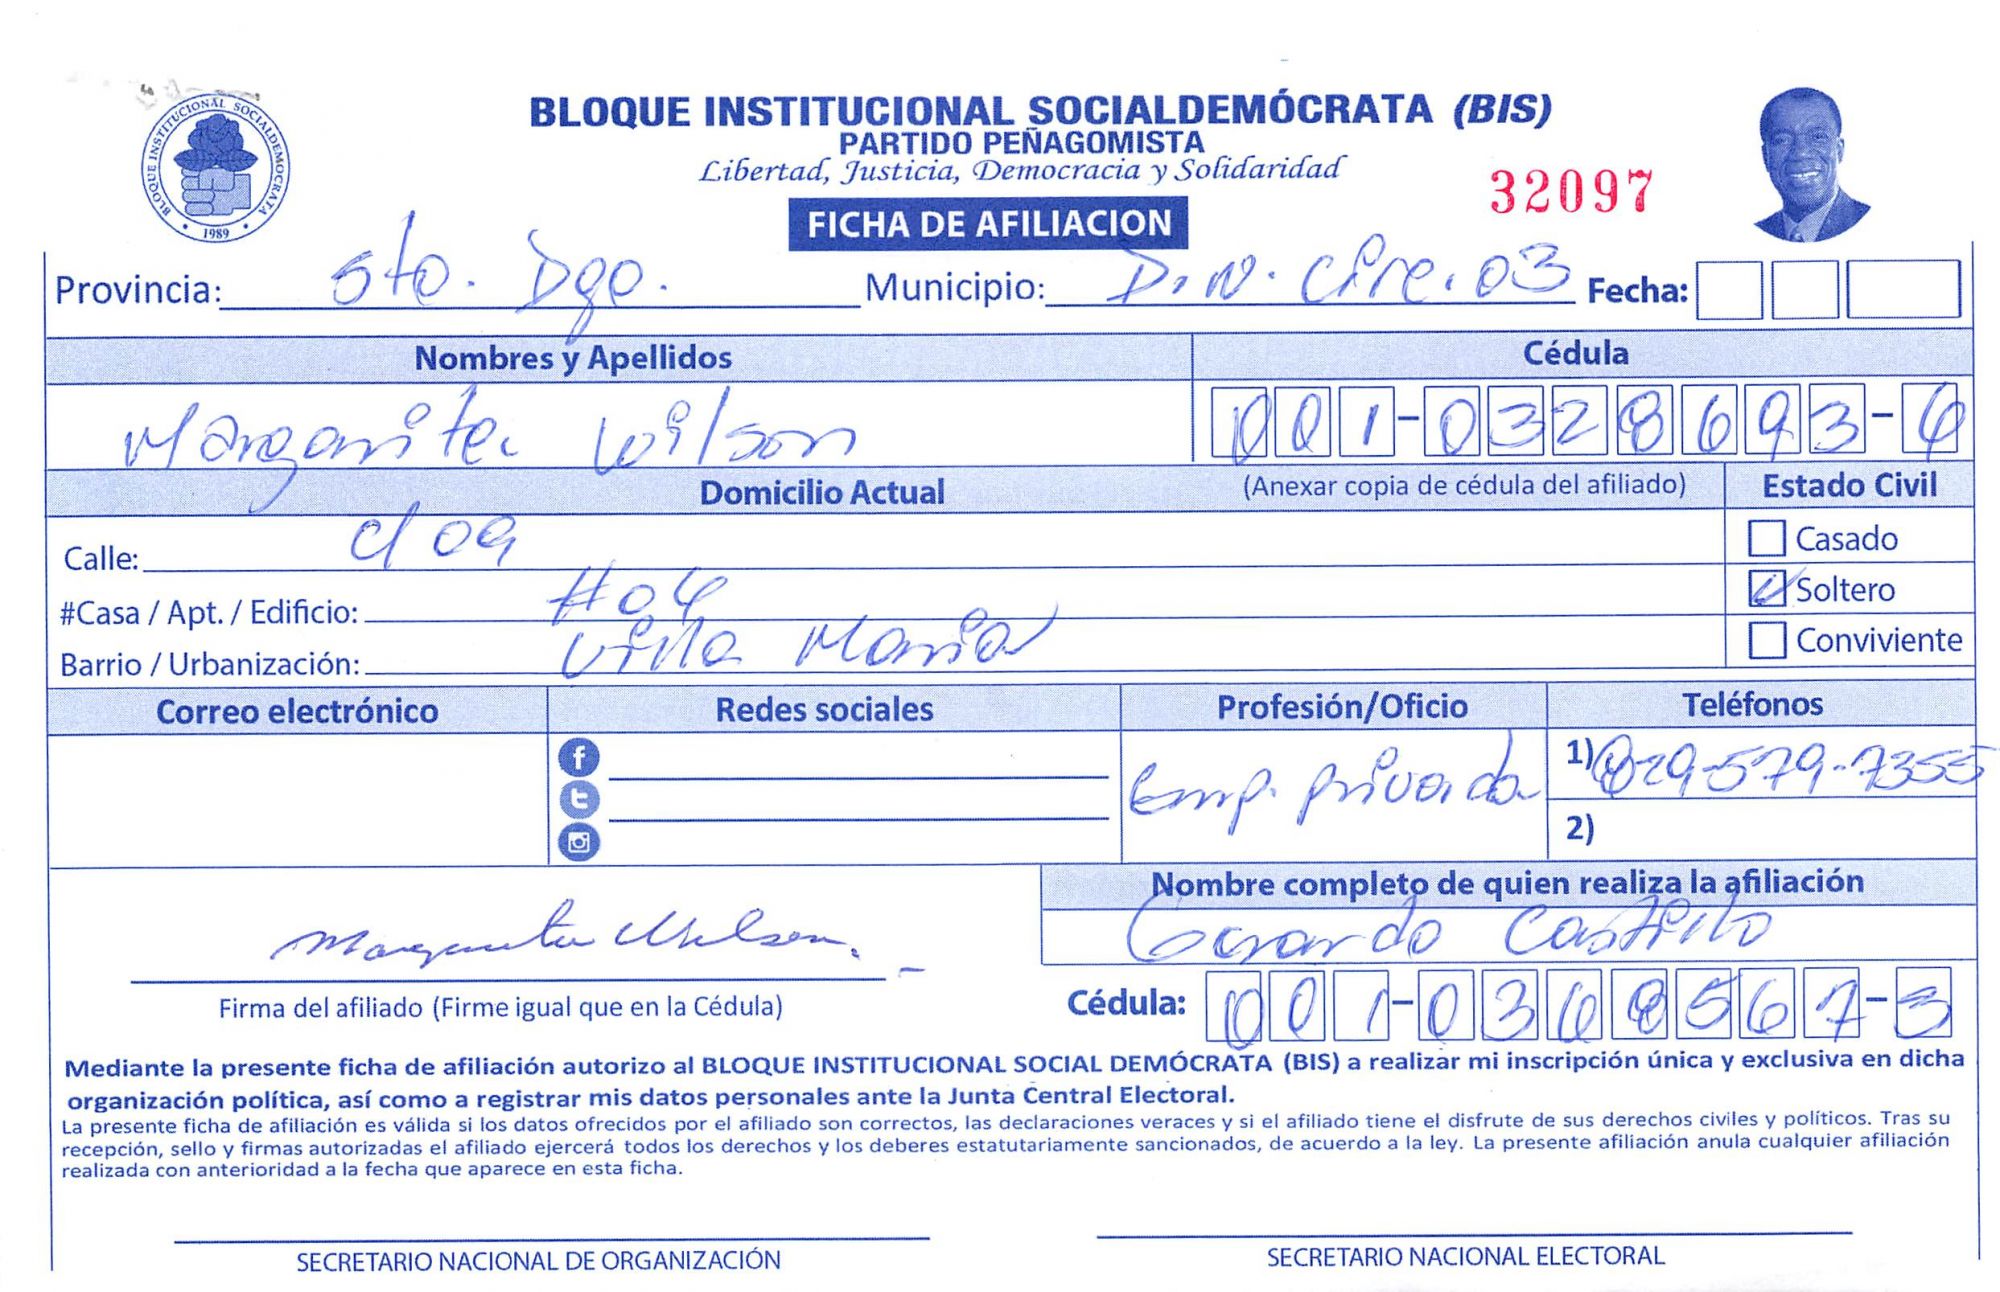 BLOQUE INSTITUCIONAL SOCIALDEMOCRATA
1989
BLOQUE INSTITUCIONAL SOCIALDEMÓCRATA (BIS)
PARTIDO PEÑAGOMISTA
Libertad, Justicia, Democracia y Solidaridad
32097
FICHA DE AFILIACION
Provincia: Sto. Dgo. Municipio: D.N. Circ. 03 Fecha:
Nombres y Apellidos Cédula
Margarita Wilson 001-0328693-6
Domicilio Actual (Anexar copia de cédula del afiliado) Estado Civil
Calle: c/ 09 Casado
#Casa / Apt. / Edificio: #04 Soltero
Barrio / Urbanización: Villa Maria Conviviente
Correo electrónico Redes sociales Profesión/Oficio Teléfonos
Emp. privada 1) 829-579-7355
2)
Nombre completo de quien realiza la afiliación
Margarita Wilson. Gerardo Castillo
Firma del afiliado (Firme igual que en la Cédula) Cédula: 001-0368567-3
Mediante la presente ficha de afiliación autorizo al BLOQUE INSTITUCIONAL SOCIAL DEMÓCRATA (BIS) a realizar mi inscripción única y exclusiva en dicha
organización política, así como a registrar mis datos personales ante la Junta Central Electoral.
La presente ficha de afiliación es válida si los datos ofrecidos por el afiliado son correctos, las declaraciones veraces y si el afiliado tiene el disfrute de sus derechos civiles y políticos. Tras su
recepción, sello y firmas autorizadas el afiliado ejercerá todos los derechos y los deberes estatutariamente sancionados, de acuerdo a la ley. La presente afiliación anula cualquier afiliación
realizada con anterioridad a la fecha que aparece en esta ficha.
SECRETARIO NACIONAL DE ORGANIZACIÓN SECRETARIO NACIONAL ELECTORAL